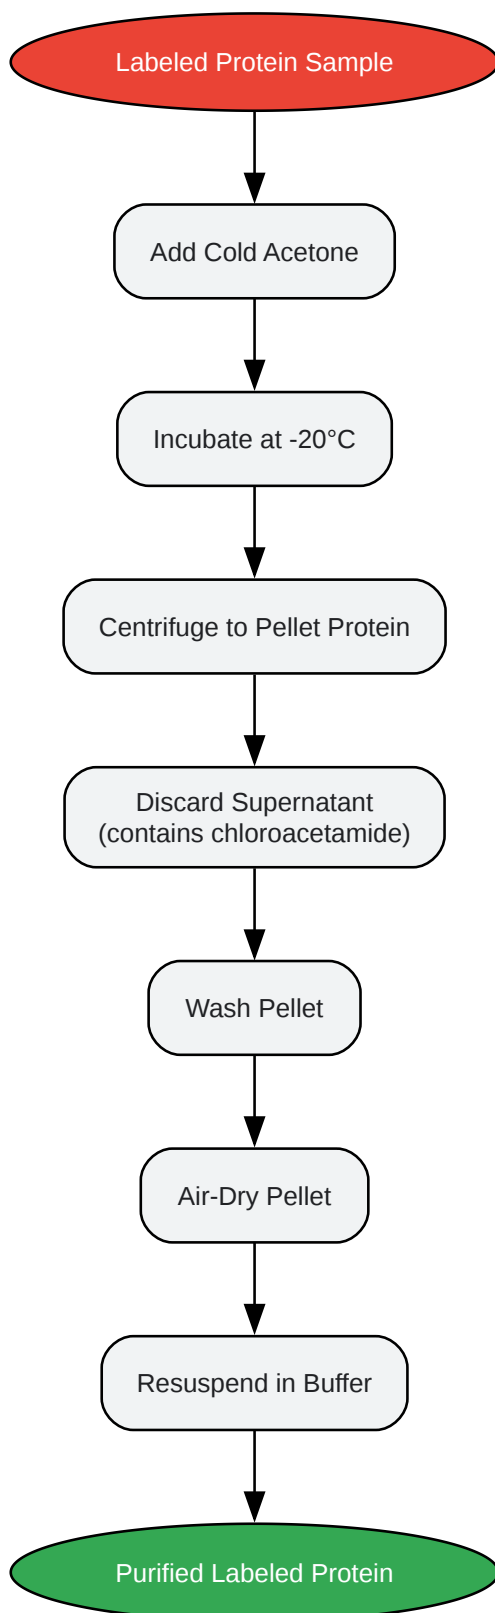 Labeled Protein Sample
Add Cold Acetone
Incubate at -20°C
Centrifuge to Pellet Protein
Discard Supernatant
(contains chloroacetamide)
Wash Pellet
Air-Dry Pellet
Resuspend in Buffer
Purified Labeled Protein